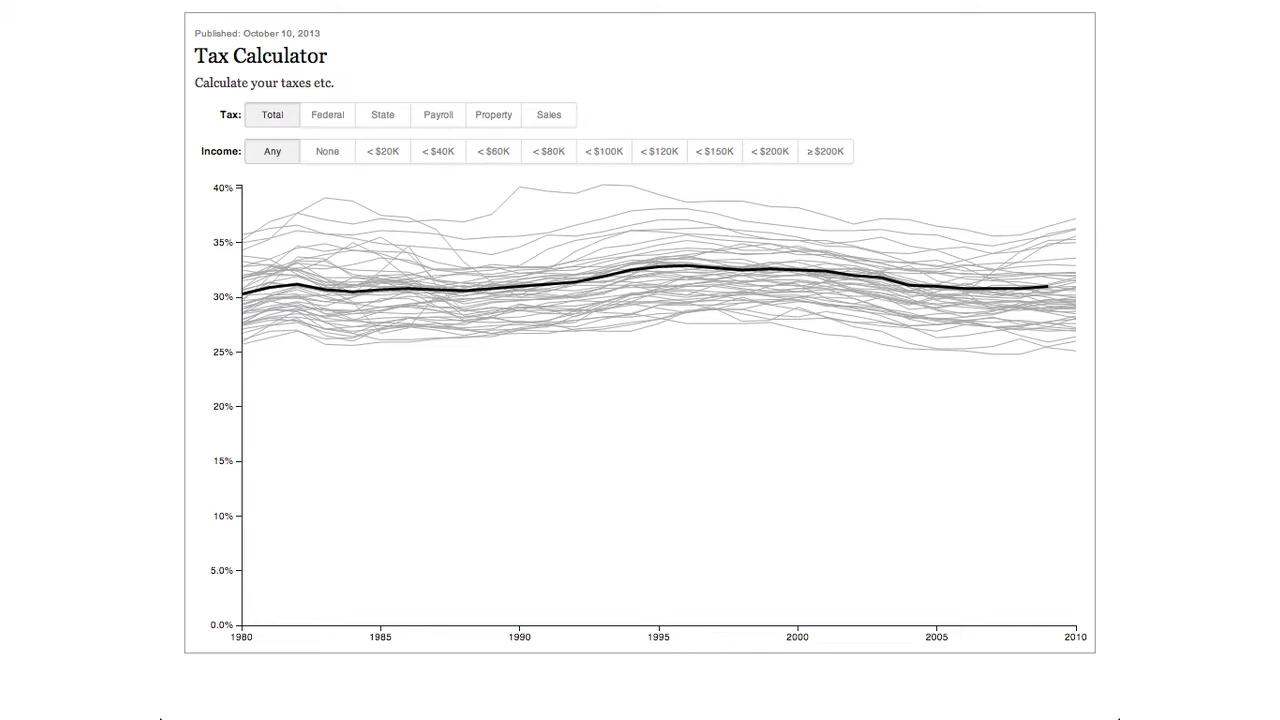 Published: October 10, 2013
Tax Calculator
Calculate your taxes etc.
Tax: Total Federal State Payroll Property Sales
Income: Any None < $20K < $40K < $60K < $80K < $100K < $120K < $150K < $200K ≥ $200K
40%
35%
30%
25%
20%
15%
10%
5.0%
0.0%
1980 1985 1990 1995 2000 2005 2010